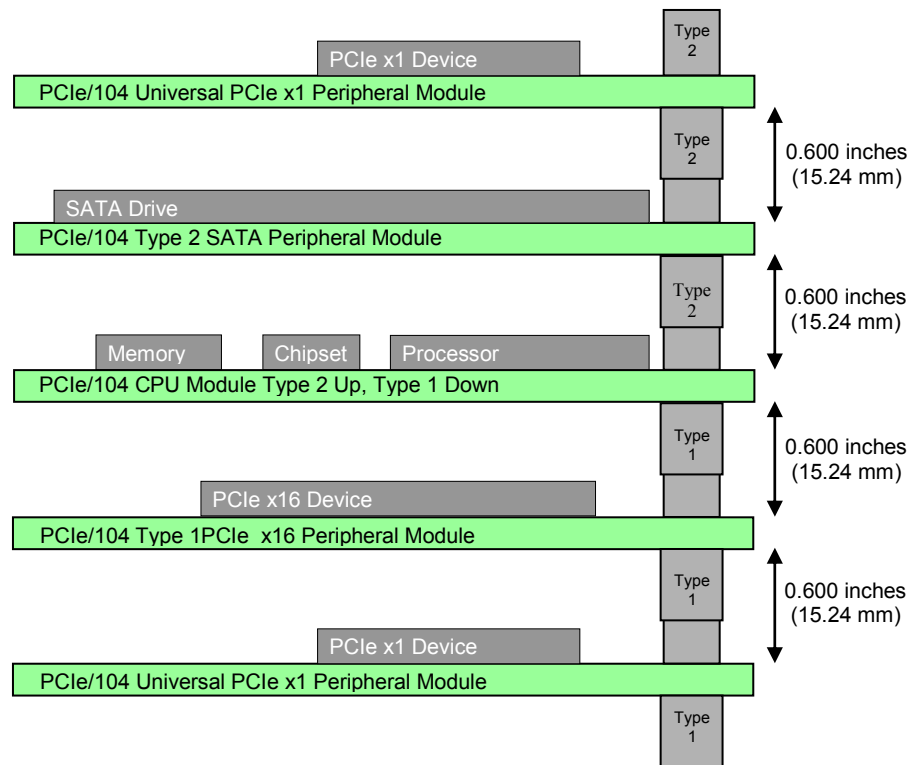 Type
2
PCIe x1 Device
PCIe/104 Universal PCIe x1 Peripheral Module
Type
2
0.600 inches
(15.24 mm)
SATA Drive
PCIe/104 Type 2 SATA Peripheral Module
Type
2
0.600 inches
(15.24 mm)
Memory
Chipset
Processor
PCIe/104 CPU Module Type 2 Up, Type 1 Down
Type
1
0.600 inches
(15.24 mm)
PCIe x16 Device
PCIe/104 Type 1PCIe x16 Peripheral Module
Type
1
0.600 inches
(15.24 mm)
PCIe x1 Device
PCIe/104 Universal PCIe x1 Peripheral Module
Type
1